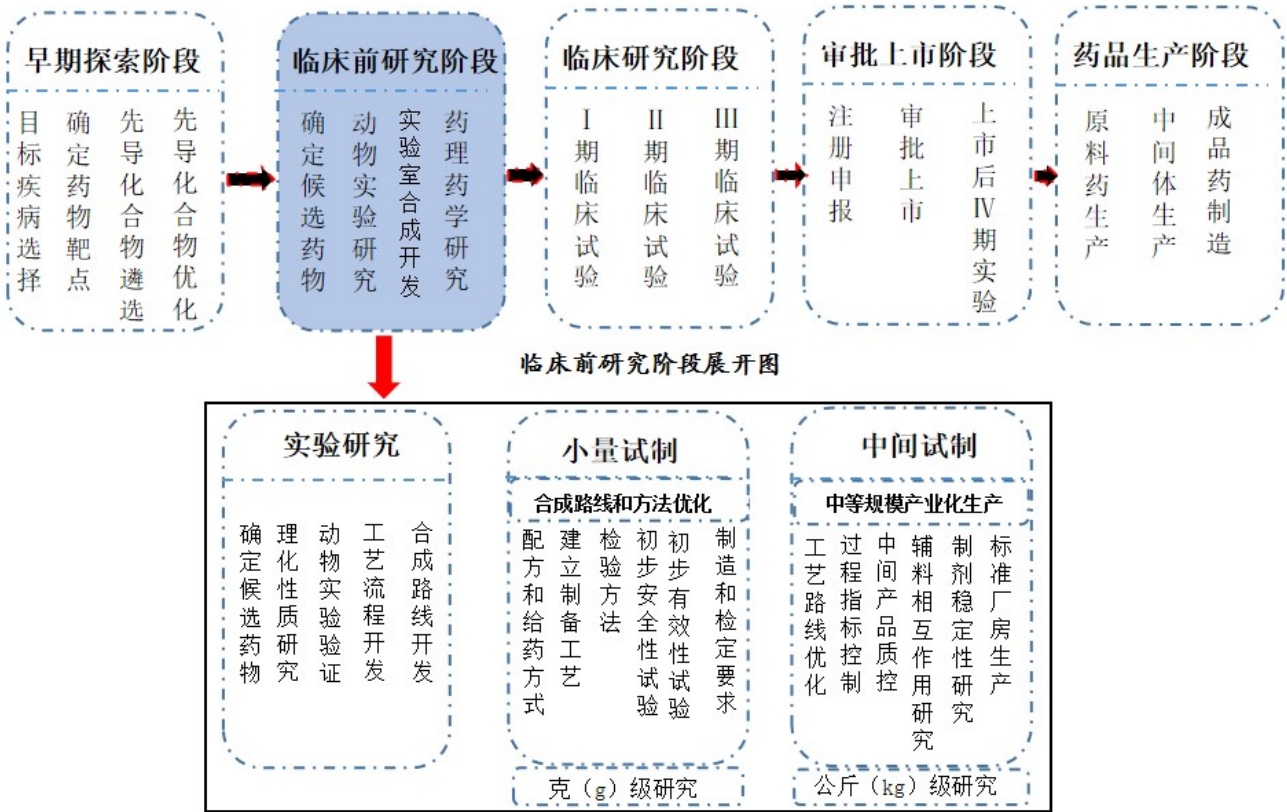 早期探索阶段
目标疾病选择
确定药物靶点
先导化合物遴选
先导化合物优化
临床前研究阶段
确定候选药物
动物实验研究
实验室合成开发
药理药学研究
临床研究阶段
I期临床试验
II期临床试验
III期临床试验
审批上市阶段
注册申报
审批上市
上市后Ⅳ期实验
药品生产阶段
原料药生产
中间体生产
成品药制造
临床前研究阶段展开图
实验研究
确定候选药物
理化性质研究
动物实验验证
工艺流程开发
合成路线开发
小量试制
合成路线和方法优化
配方和给药方式
建立制备工艺
检验方法
初步安全性试验
初步有效性试验
制造和检定要求
克（g）级研究
中间试制
中等规模产业化生产
工艺路线优化
过程指标控制
中间产品质控
辅料相互作用研究
制剂稳定性研究
标准厂房生产
公斤（kg）级研究